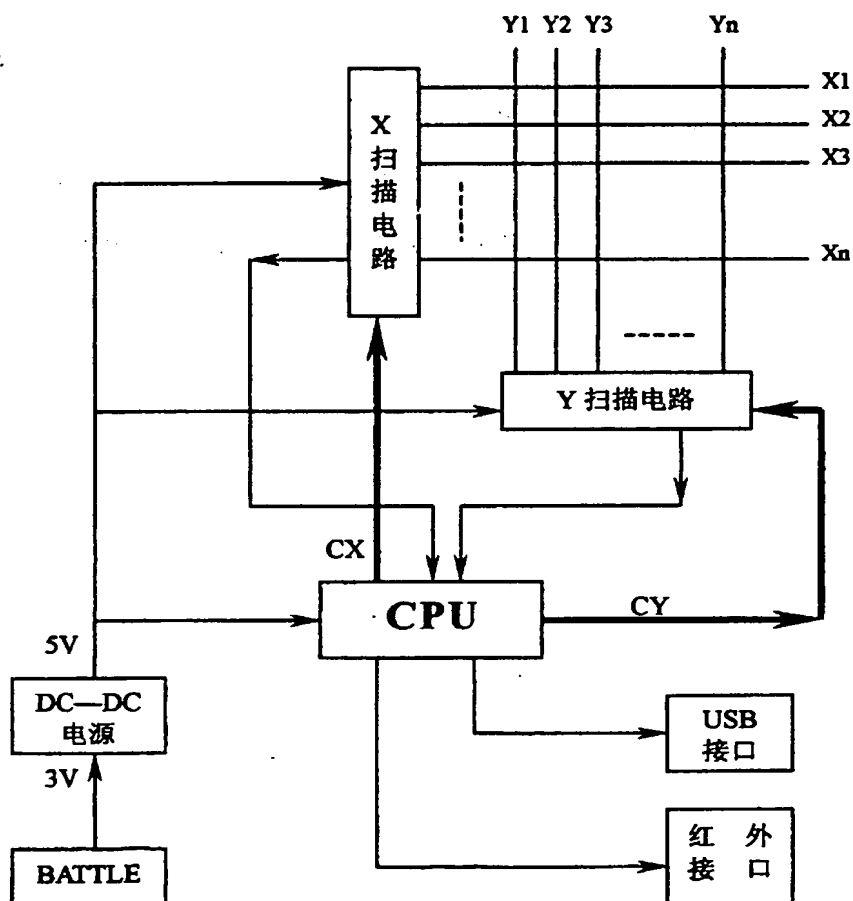 Y1 Y2 Y3 Yn
X1
X2
X3
Xn
X
扫
描
电
路
Y 扫描电路
CX
CPU
CY
5V
DC—DC
电源
3V
BATTLE
USB
接口
红 外
接 口